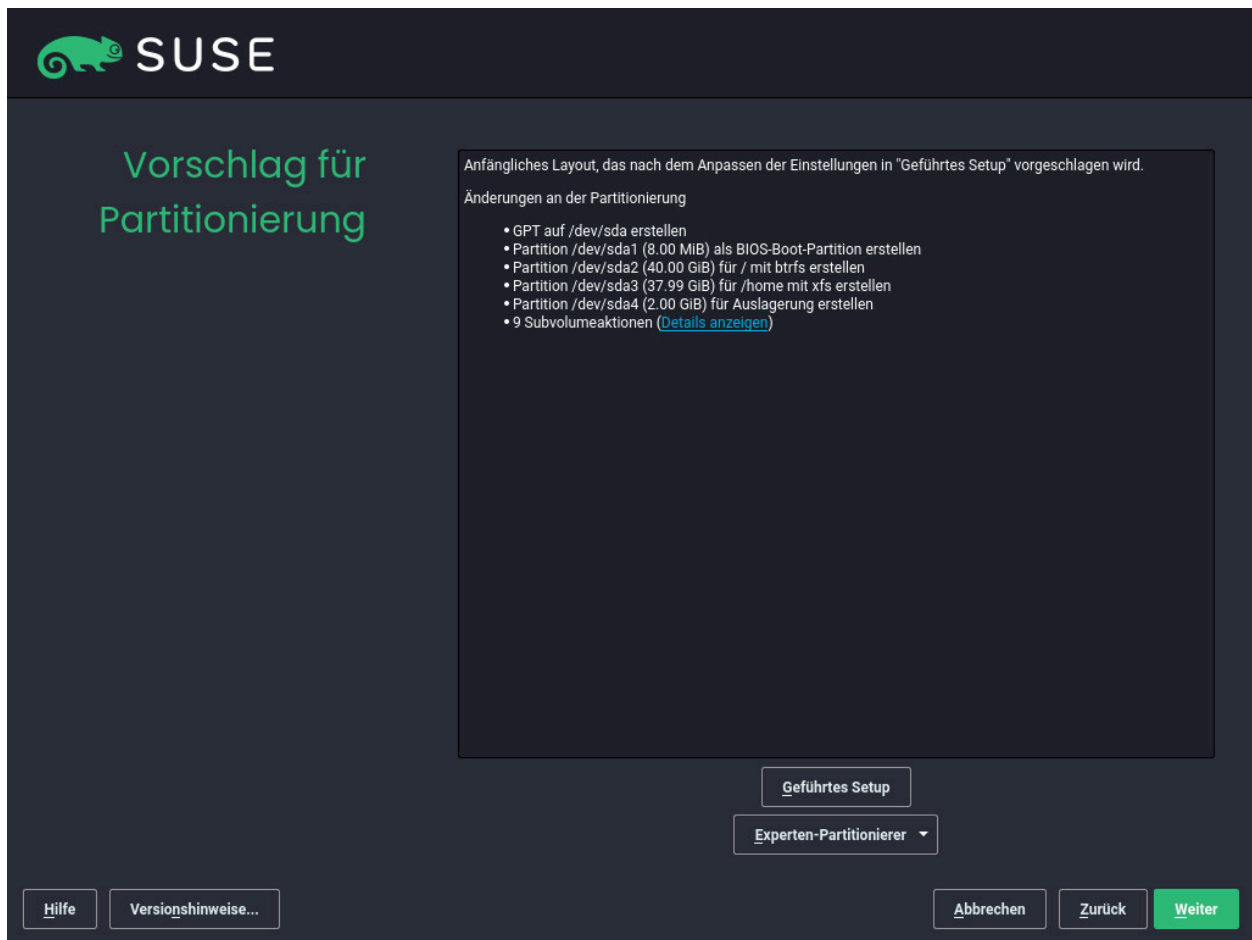 SUSE
Vorschlag für
Partitionierung
Anfängliches Layout, das nach dem Anpassen der Einstellungen in "Geführtes Setup" vorgeschlagen wird.
Änderungen an der Partitionierung
• GPT auf /dev/sda erstellen
• Partition /dev/sda1 (8.00 MiB) als BIOS-Boot-Partition erstellen
• Partition /dev/sda2 (40.00 GiB) für / mit btrfs erstellen
• Partition /dev/sda3 (37.99 GiB) für /home mit xfs erstellen
• Partition /dev/sda4 (2.00 GiB) für Auslagerung erstellen
• 9 Subvolumeaktionen (Details anzeigen)
Geführtes Setup
Experten-Partitionierer
Hilfe
Versionshinweise...
Abbrechen
Zurück
Weiter